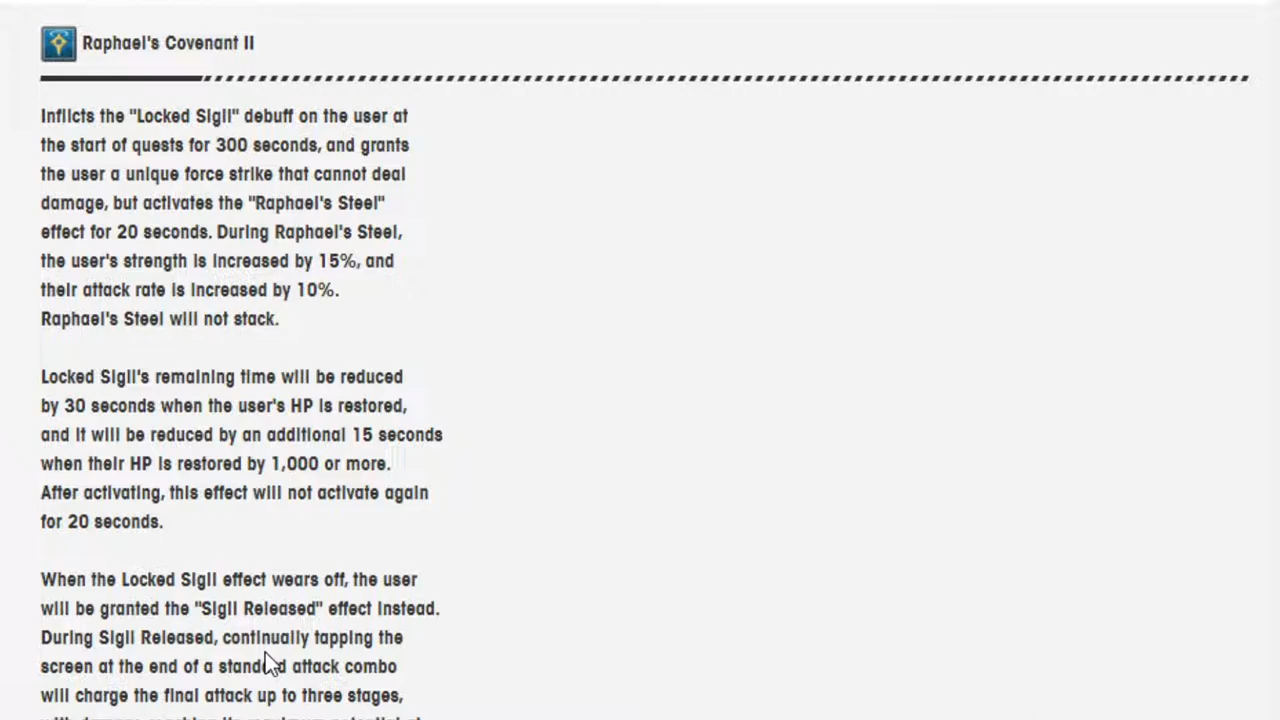 Raphael's Covenant II
Inflicts the "Locked Sigil" debuff on the user at
the start of quests for 300 seconds, and grants
the user a unique force strike that cannot deal
damage, but activates the "Raphael's Steel"
effect for 20 seconds. During Raphael's Steel,
the user's strength is increased by 15%, and
their attack rate is increased by 10%.
Raphael's Steel will not stack.
Locked Sigil's remaining time will be reduced
by 30 seconds when the user's HP is restored,
and it will be reduced by an additional 15 seconds
when their HP is restored by 1,000 or more.
After activating, this effect will not activate again
for 20 seconds.
When the Locked Sigil effect wears off, the user
will be granted the "Sigil Released" effect instead.
During Sigil Released, continually tapping the
screen at the end of a standard attack combo
will charge the final attack up to three stages,